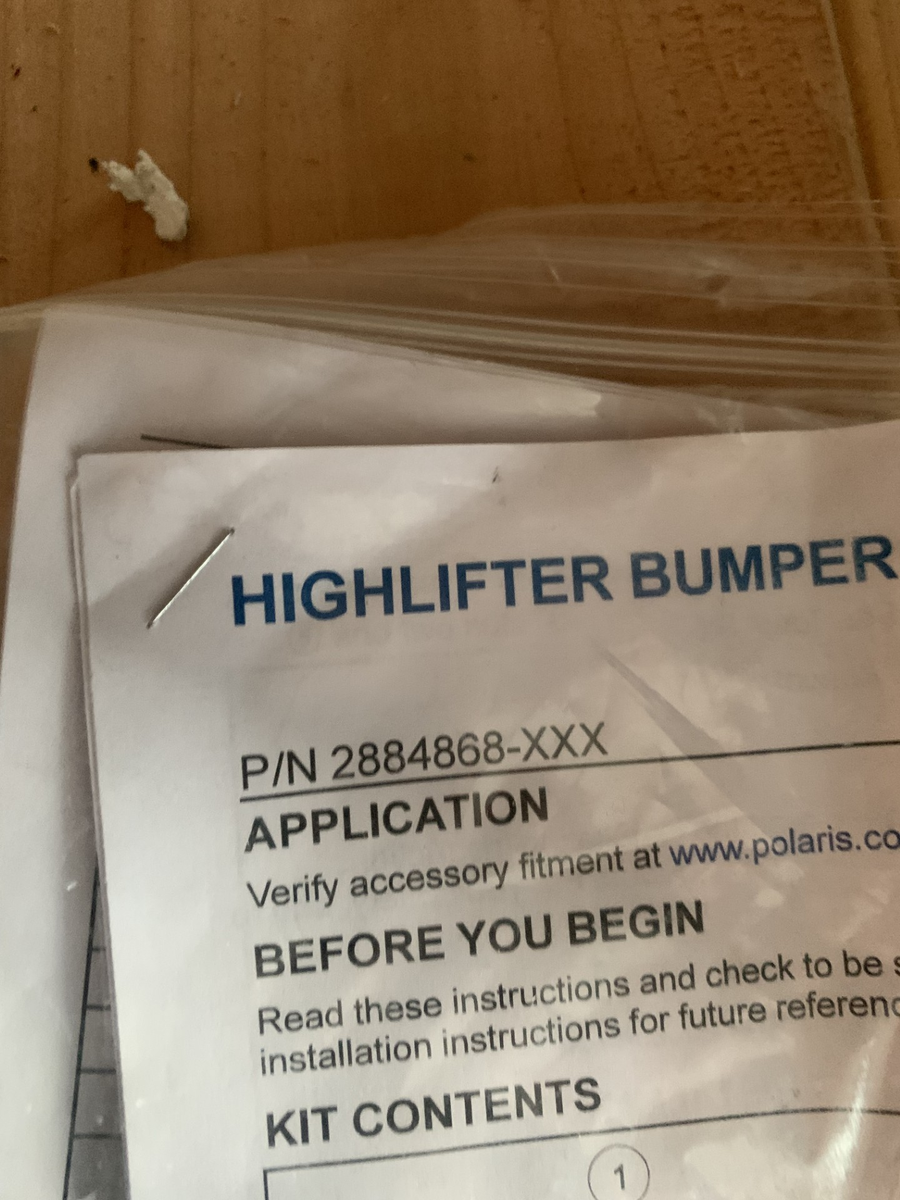 HIGHLIFTER BUMPER
P/N 2884868-XXX
APPLICATION
Verify accessory fitment at www.polaris.co
BEFORE YOU BEGIN
Read these instructions and check to be s
installation instructions for future referenc
KIT CONTENTS
1